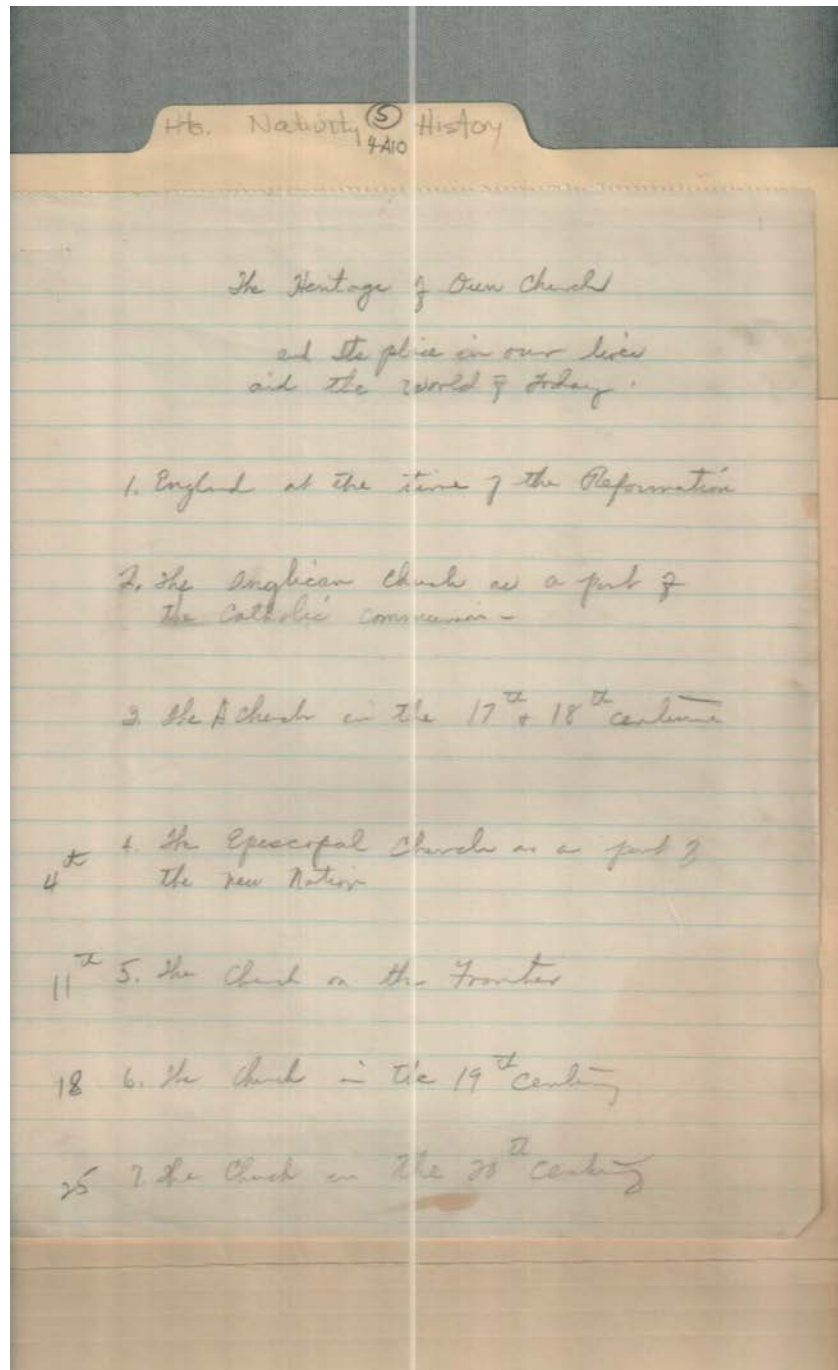 Nativity History
5
4A10
The Heritage of Our Church
and Its place in our lives
and the world of today.
1. England at the time of the Reformation
2. The Anglican Church as a part of
the Catholic communion -
3. The A Church in the 17th & 18th centuries
4. The Episcopal Church as a part of
4th the new Nation
11th 5. The Church on the Frontier
18 6. The Church in the 19th century
25 7. The Church in the 20th century